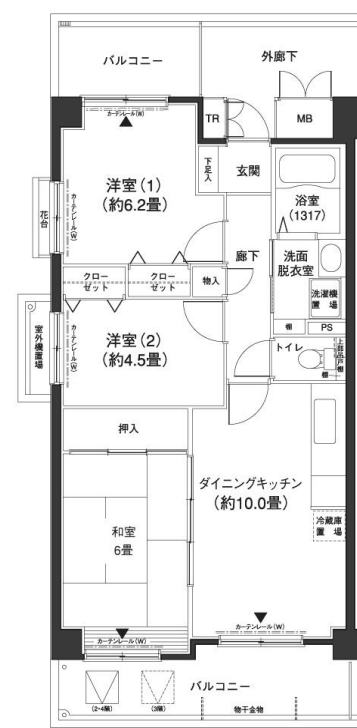 バルコニー
外廊下
カーテンレール(W)
TR
MB
下足入
玄関
洋室(1)
(約6.2畳)
浴室
(1317)
花台
カーテンレール(W)
廊下
洗面
脱衣室
クロー
ゼット
クロー
ゼット
物入
洗濯機
置場
棚
PS
室外機置場
カーテンレール(W)
洋室(2)
(約4.5畳)
トイレ
上部吊戸棚
棚
押入
ダイニングキッチン
(約10.0畳)
和室
6畳
冷蔵庫
置場
カーテンレール(W)
カーテンレール(W)
バルコニー
(2・4階)
(3階)
物干金物